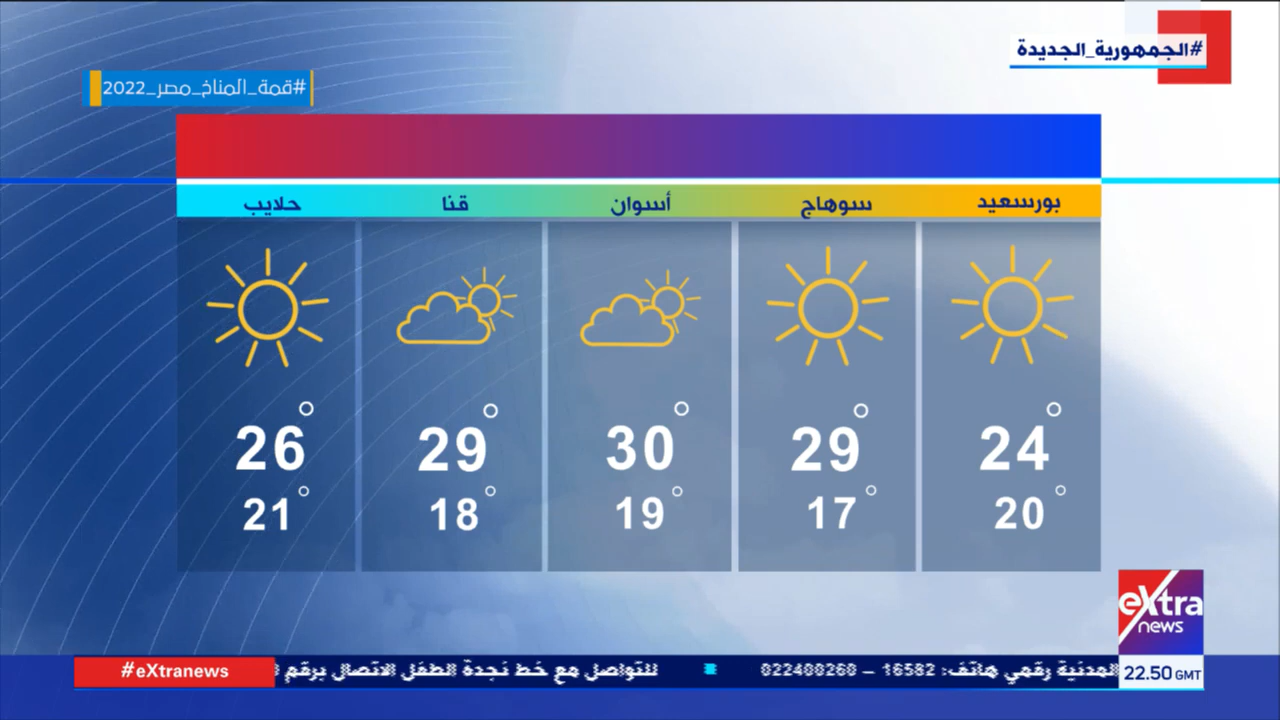 #الجمهورية_الجديدة
#قمة_المناخ_مصر_2022
بورسعيد سوهاج أسوان قنا حلايب
24° 29° 30° 29° 26°
20° 17° 19° 18° 21°
eXtra
news
المدنية رقمي هاتف: 16582 – 022400260 للتواصل مع خط نجدة الطفل الاتصال برقم
#eXtranews
22.50 GMT